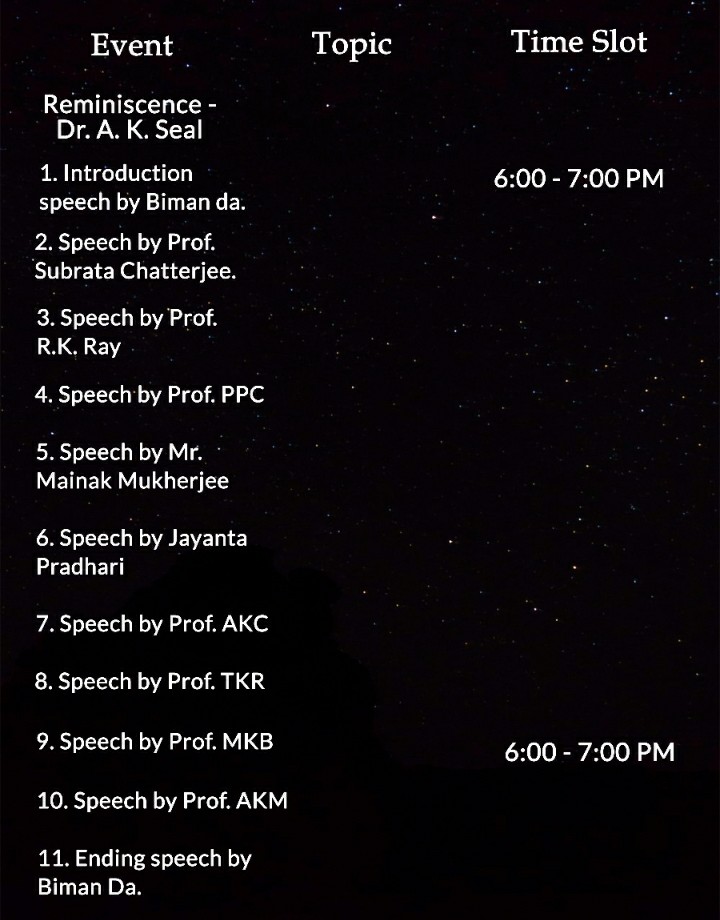 Event Topic Time Slot
Reminiscence -
Dr. A. K. Seal
1. Introduction
speech by Biman da.
6:00 - 7:00 PM
2. Speech by Prof.
Subrata Chatterjee.
3. Speech by Prof.
R.K. Ray
4. Speech by Prof. PPC
5. Speech by Mr.
Mainak Mukherjee
6. Speech by Jayanta
Pradhari
7. Speech by Prof. AKC
8. Speech by Prof. TKR
9. Speech by Prof. MKB
6:00 - 7:00 PM
10. Speech by Prof. AKM
11. Ending speech by
Biman Da.